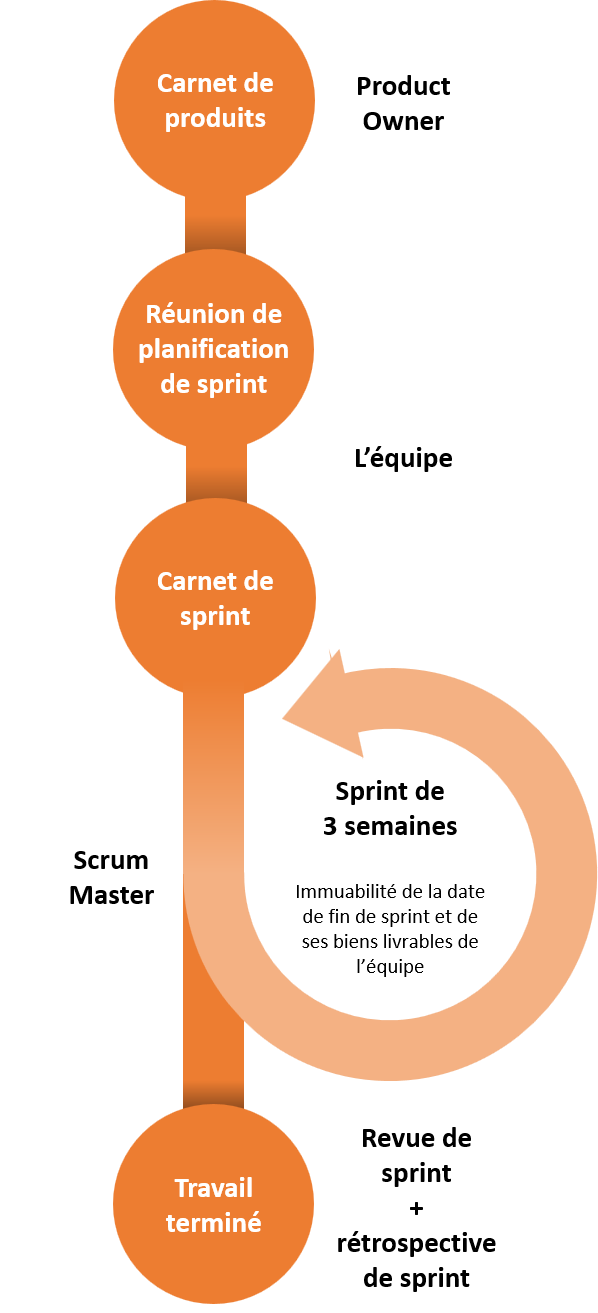 Carnet de
produits
Product
Owner
Réunion de
planification
de sprint
L’équipe
Carnet de
sprint
Sprint de
3 semaines
Immuabilité de la date
de fin de sprint et de
ses biens livrables de
l’équipe
Scrum
Master
Travail
terminé
Revue de
sprint
+
rétrospective
de sprint